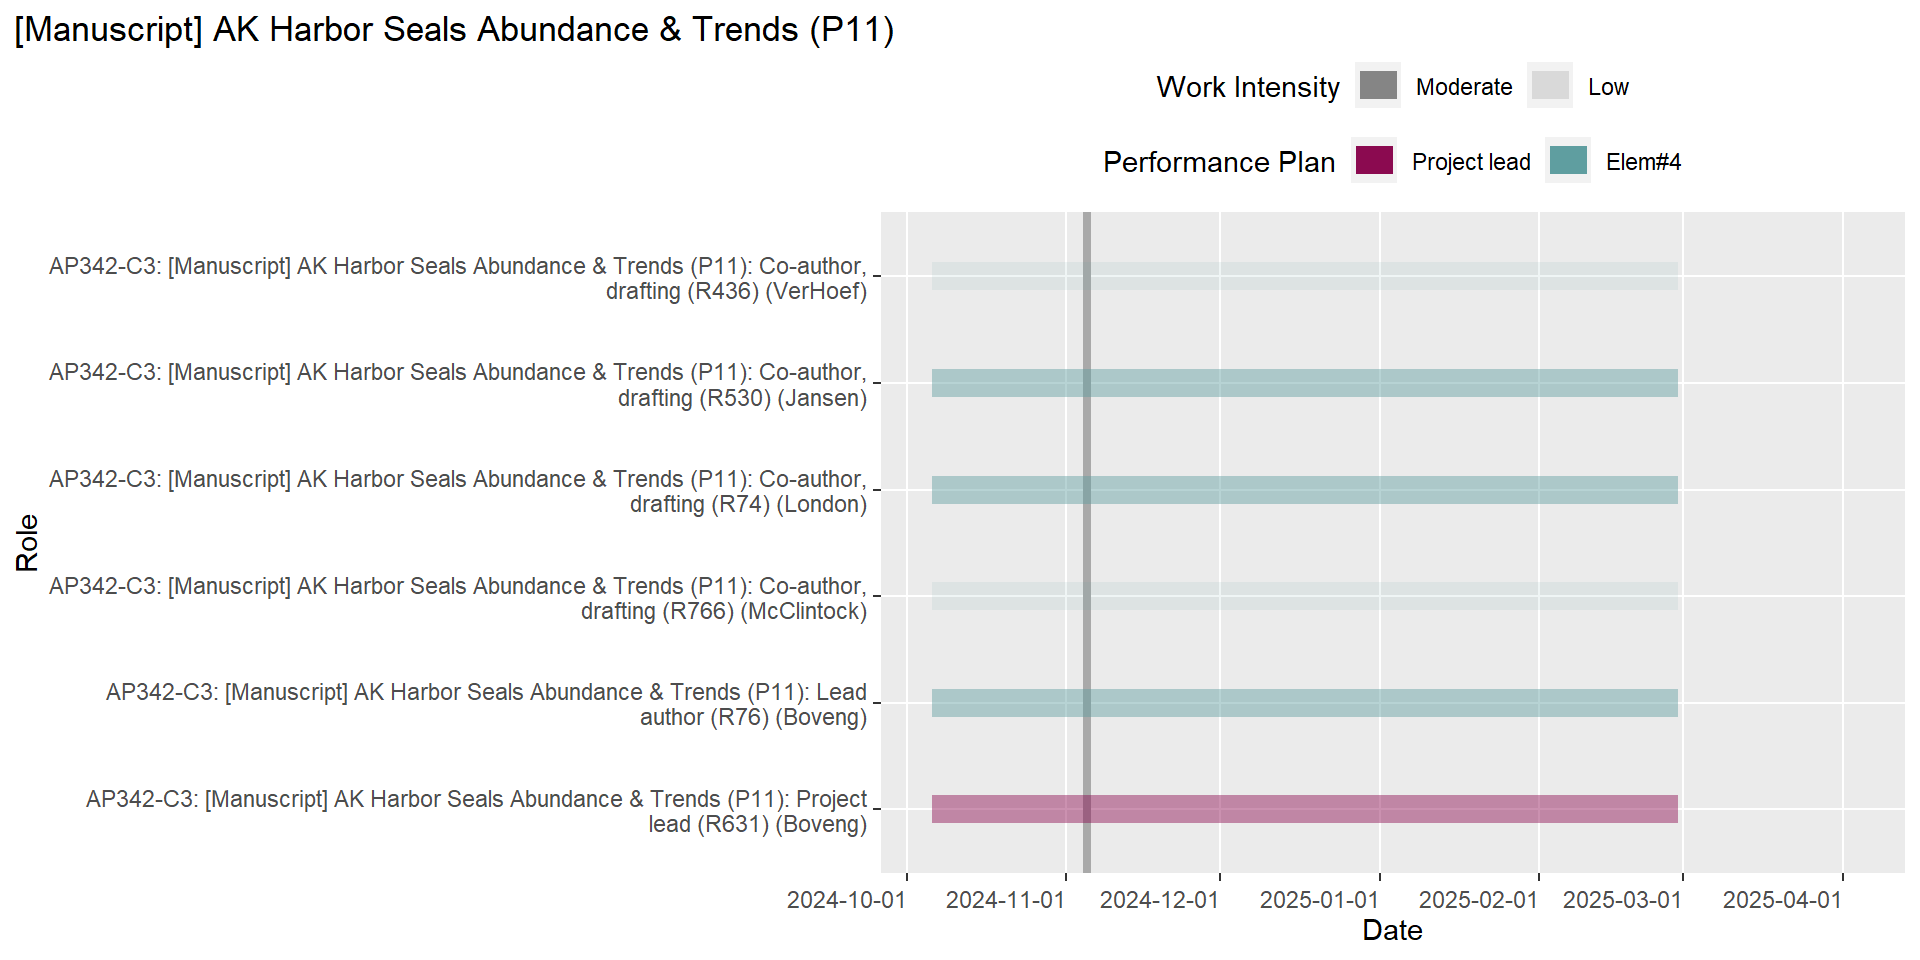 [Manuscript] AK Harbor Seals Abundance & Trends (P11)
Work Intensity Moderate Low
Performance Plan Project lead Elem#4
AP342-C3: [Manuscript] AK Harbor Seals Abundance & Trends (P11): Co-author,
drafting (R436) (VerHoef)
AP342-C3: [Manuscript] AK Harbor Seals Abundance & Trends (P11): Co-author,
drafting (R530) (Jansen)
AP342-C3: [Manuscript] AK Harbor Seals Abundance & Trends (P11): Co-author,
drafting (R74) (London)
AP342-C3: [Manuscript] AK Harbor Seals Abundance & Trends (P11): Co-author,
drafting (R766) (McClintock)
AP342-C3: [Manuscript] AK Harbor Seals Abundance & Trends (P11): Lead
author (R76) (Boveng)
AP342-C3: [Manuscript] AK Harbor Seals Abundance & Trends (P11): Project
lead (R631) (Boveng)
Role
2024-10-01 2024-11-01 2024-12-01 2025-01-01 2025-02-01 2025-03-01 2025-04-01
Date